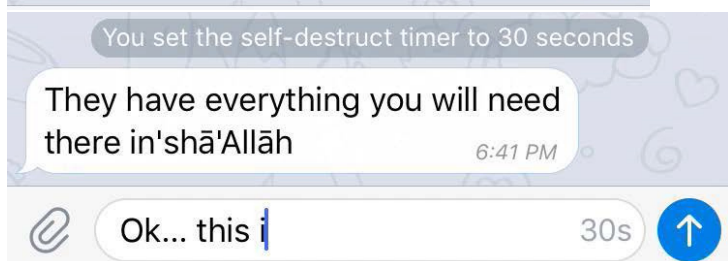 You set the self-destruct timer to 30 seconds
They have everything you will need
there in'shā'Allāh
6:41 PM
Ok... this i
30s